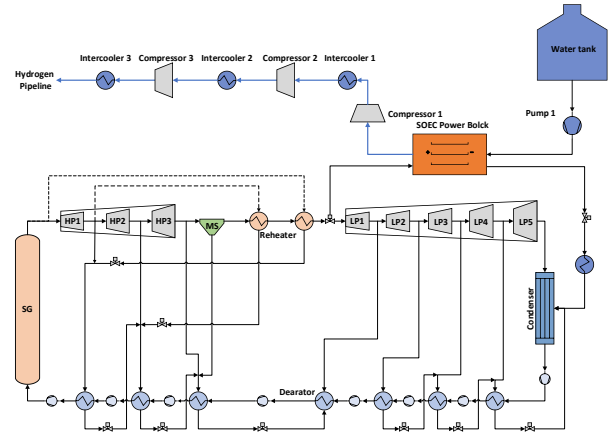 Water tank
Intercooler 3
Compressor 3
Intercooler 2
Compressor 2
Intercooler 1
Hydrogen
Pipeline
Compressor 1
Pump 1
SOEC Power Bolck
HP1
HP2
HP3
MS
Reheater
LP1
LP2
LP3
LP4
LP5
SG
Condenser
Dearator